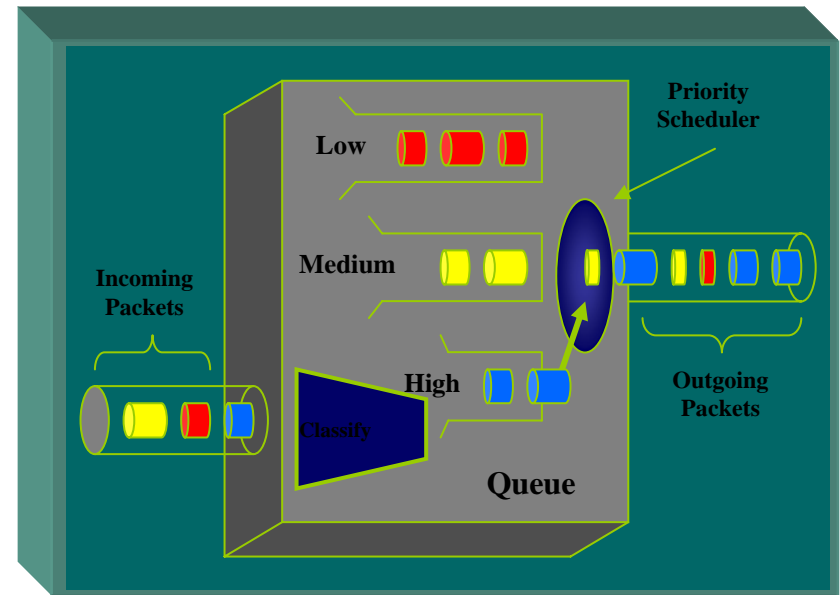 Priority
Scheduler
Low
Medium
Incoming
Packets
High
Classify
Outgoing
Packets
Queue